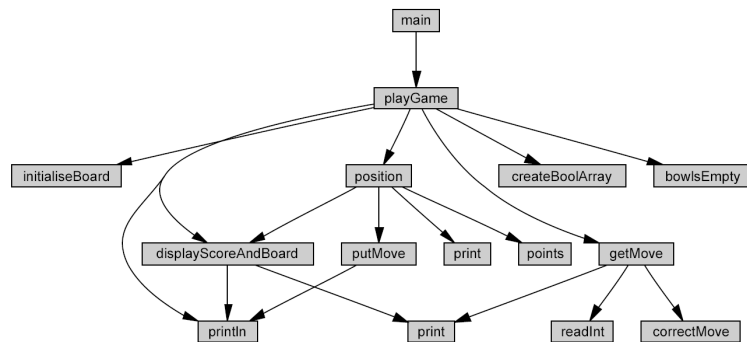 main
playGame
initialiseBoard
position
createBoolArray
bowlsEmpty
displayScoreAndBoard
putMove
print
points
getMove
println
print
readInt
correctMove